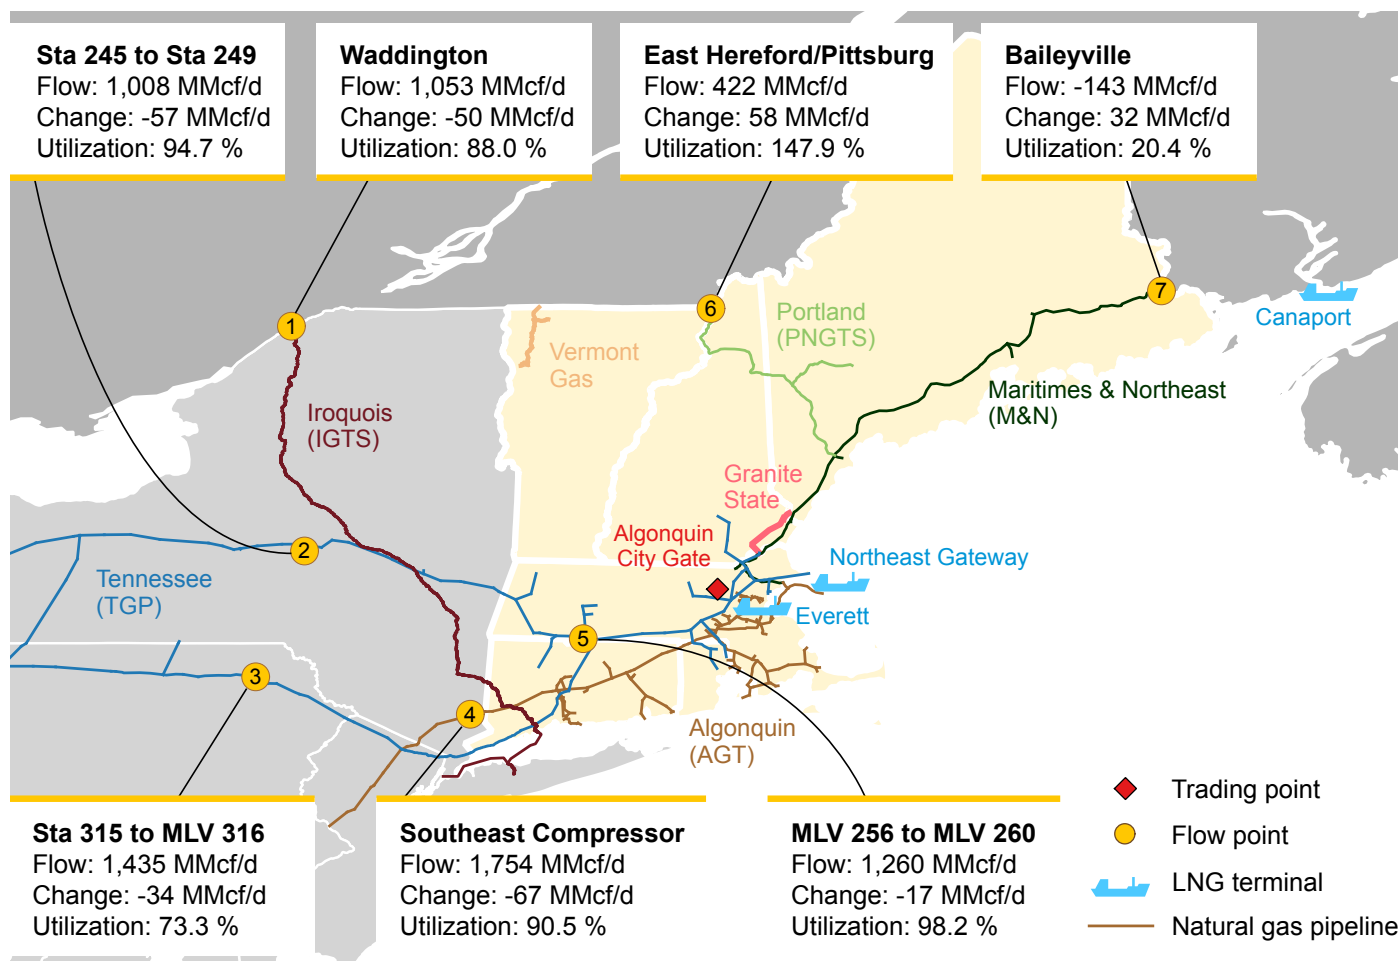 Sta 245 to Sta 249
Flow: 1,008 MMcf/d
Change: -57 MMcf/d
Utilization: 94.7 %
Waddington
Flow: 1,053 MMcf/d
Change: -50 MMcf/d
Utilization: 88.0 %
East Hereford/Pittsburg
Flow: 422 MMcf/d
Change: 58 MMcf/d
Utilization: 147.9 %
Baileyville
Flow: -143 MMcf/d
Change: 32 MMcf/d
Utilization: 20.4 %
1
6
7
Portland
(PNGTS)
Canaport
Vermont
Gas
Maritimes & Northeast
(M&N)
Iroquois
(IGTS)
Granite
State
Algonquin
City Gate
2
Northeast Gateway
Tennessee
(TGP)
Everett
5
3
4
Algonquin
(AGT)
Sta 315 to MLV 316
Flow: 1,435 MMcf/d
Change: -34 MMcf/d
Utilization: 73.3 %
Southeast Compressor
Flow: 1,754 MMcf/d
Change: -67 MMcf/d
Utilization: 90.5 %
MLV 256 to MLV 260
Flow: 1,260 MMcf/d
Change: -17 MMcf/d
Utilization: 98.2 %
Trading point
Flow point
LNG terminal
Natural gas pipeline